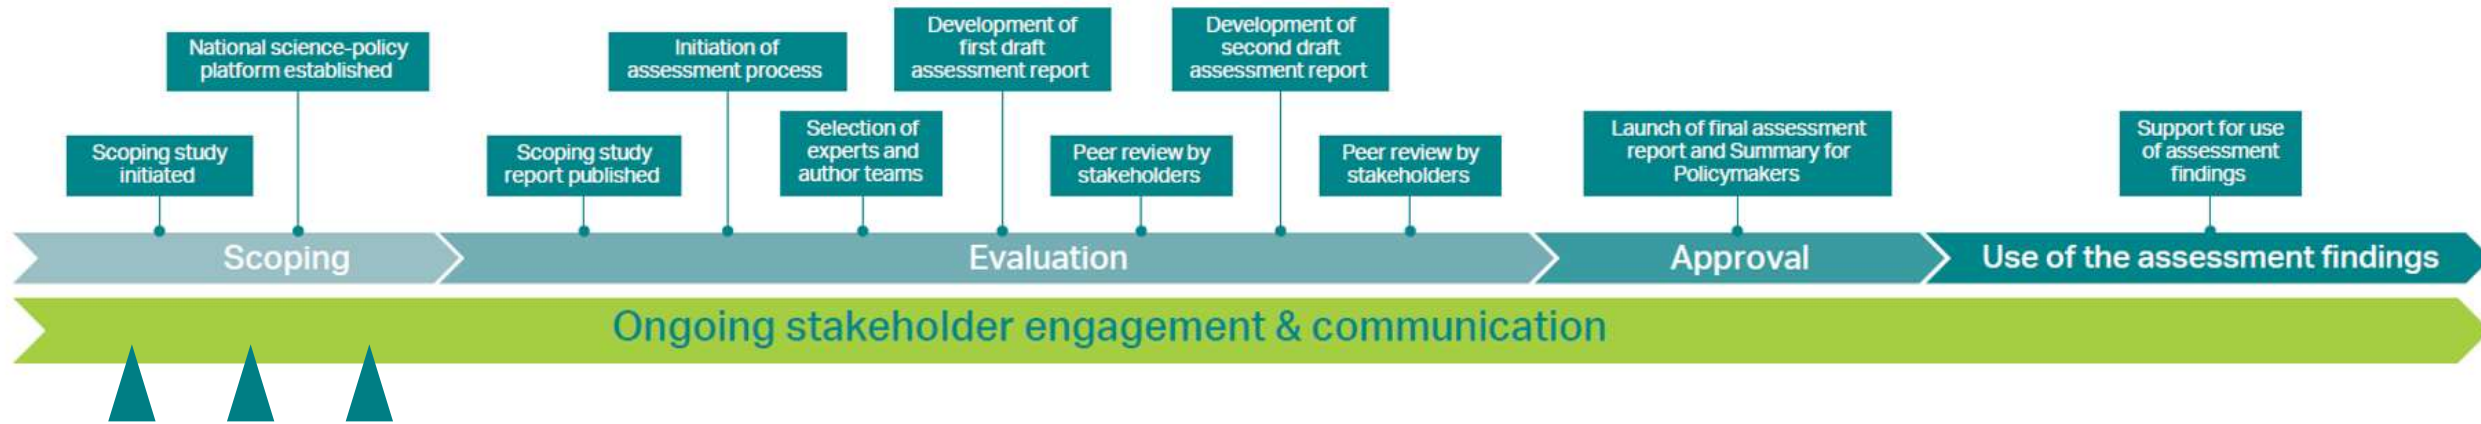 Scoping study
initiated
National science-policy
platform established
Scoping study
report published
Initiation of
assessment process
Selection of
experts and
author teams
Development of
first draft
assessment report
Peer review by
stakeholders
Development of
second draft
assessment report
Peer review by
stakeholders
Launch of final assessment
report and Summary for
Policymakers
Support for use
of assessment
findings
Scoping
Evaluation
Approval
Use of the assessment findings
Ongoing stakeholder engagement & communication